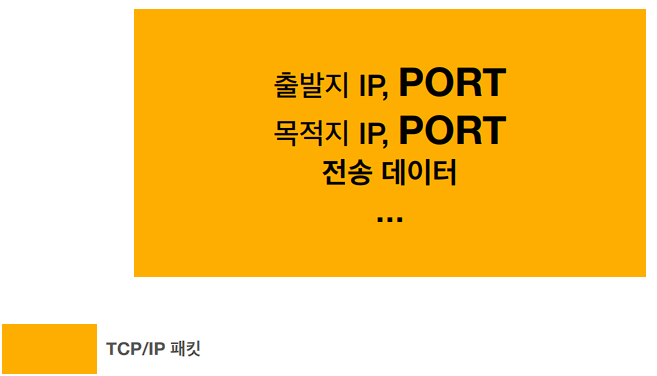 출발지 IP, PORT
목적지 IP, PORT
전송 데이터
...
TCP/IP 패킷